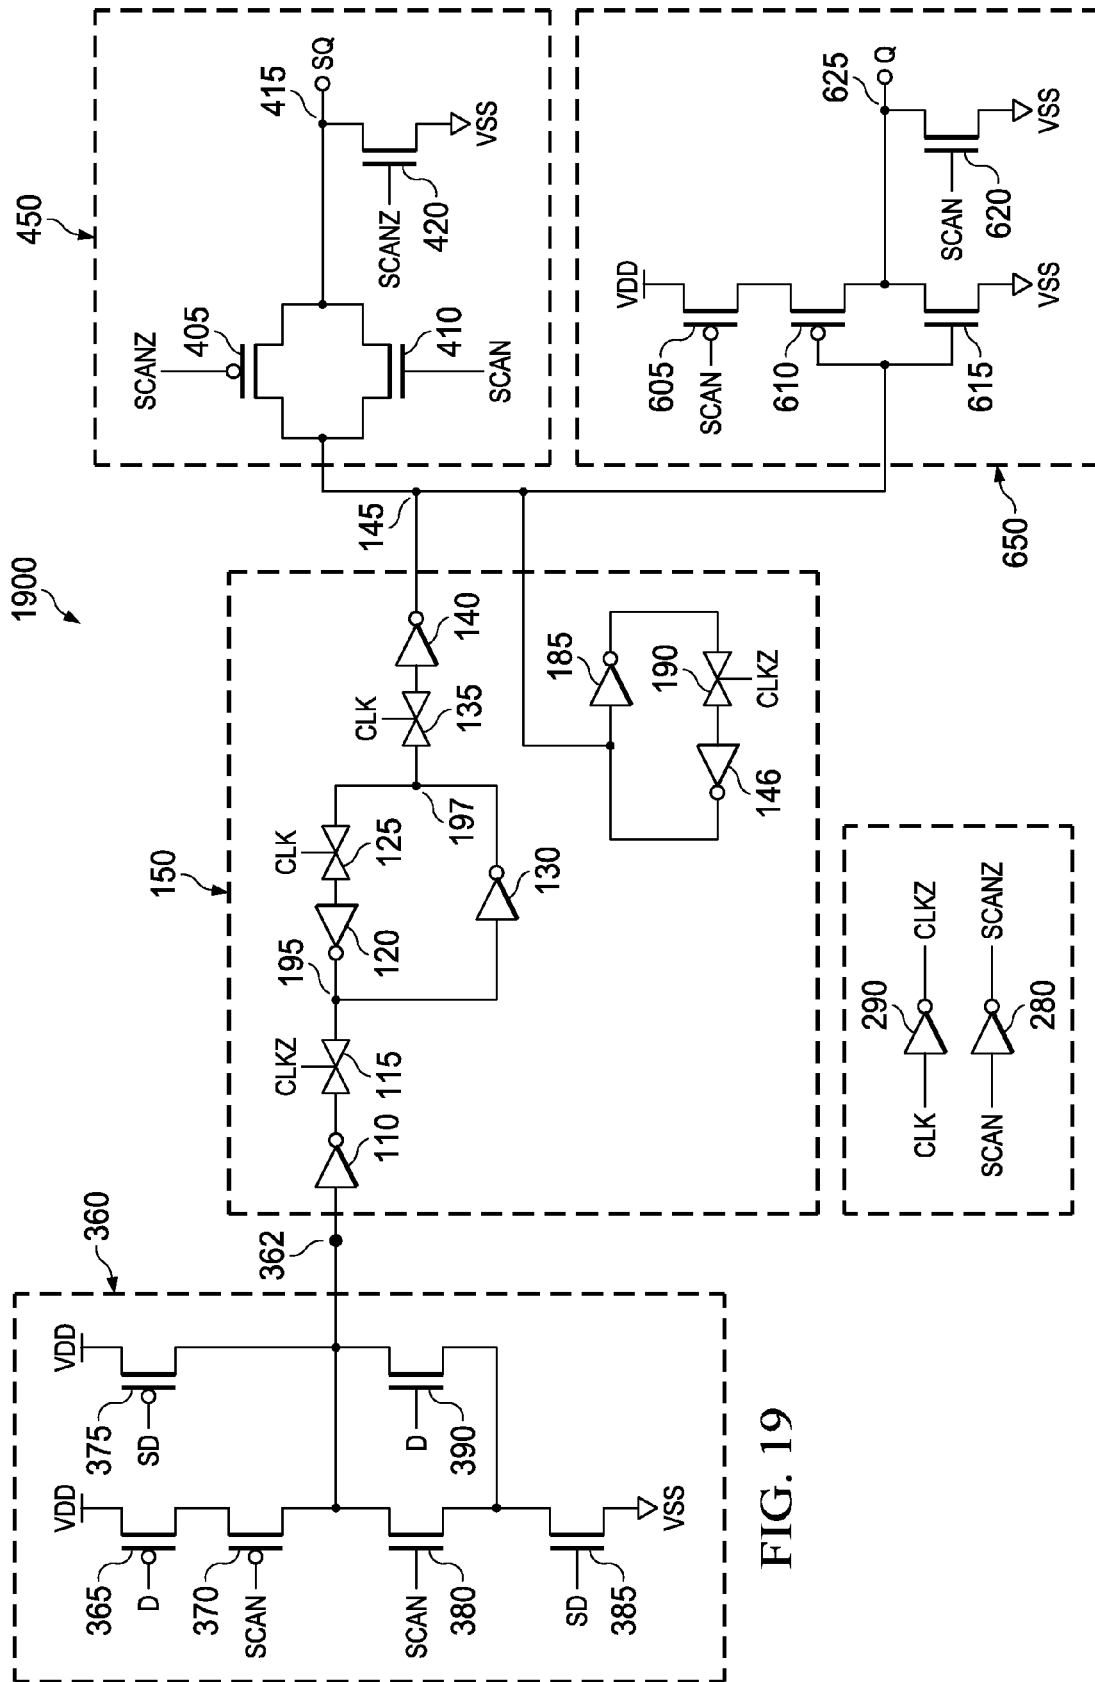 1900
360
VDD
VDD
365
D
370
SCAN
375
SD
SCAN
380
D
390
SD
385
VSS
362
150
CLKZ
110
115
195
CLK
120
125
130
197
CLK
135
140
145
185
190
CLKZ
146
450
SCANZ
405
410
SCAN
415
SQ
SCANZ
420
VSS
650
VDD
605
SCAN
610
615
VSS
625
Q
SCAN
620
VSS
CLK
290
CLKZ
SCAN
280
SCANZ
FIG. 19